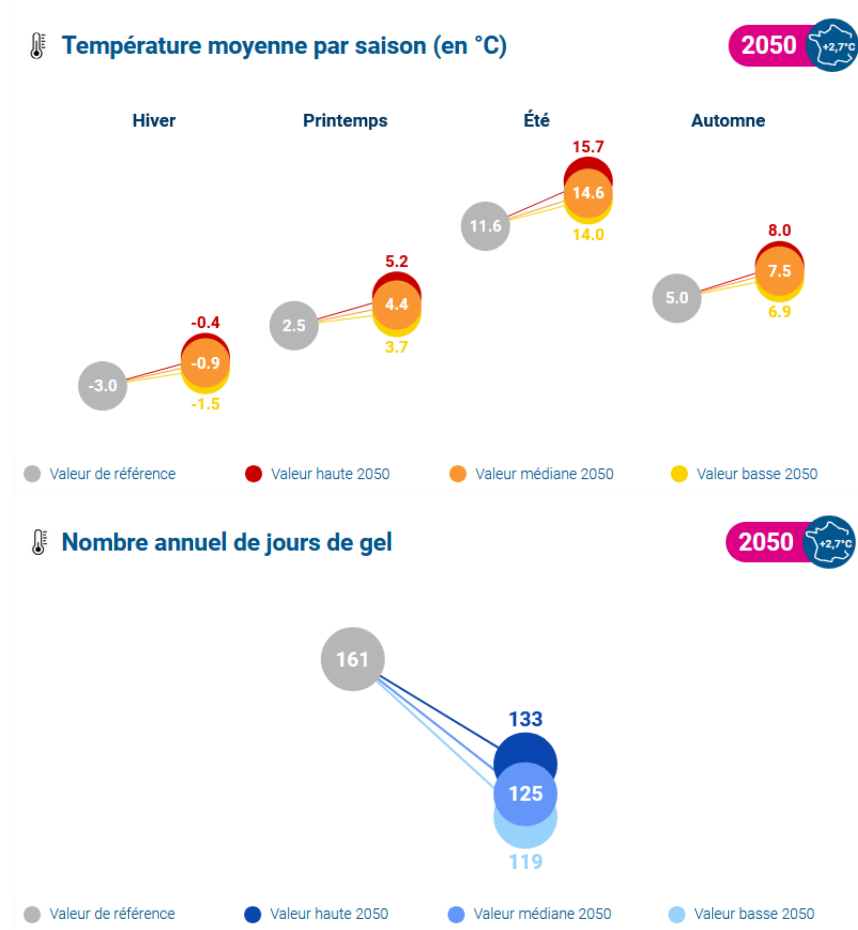 Température moyenne par saison (en °C)
2050
+2,7°C
Hiver
Printemps
Été
Automne
15.7
14.6
11.6
14.0
8.0
7.5
5.0
6.9
5.2
4.4
2.5
3.7
-0.4
-0.9
-3.0
-1.5
Valeur de référence
Valeur haute 2050
Valeur médiane 2050
Valeur basse 2050
Nombre annuel de jours de gel
2050
+2,7°C
161
133
125
119
Valeur de référence
Valeur haute 2050
Valeur médiane 2050
Valeur basse 2050